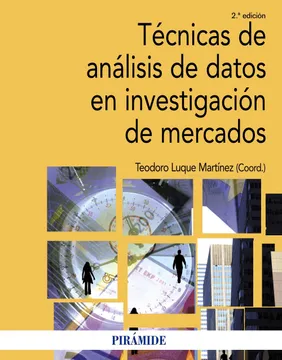 2.ª edición
Técnicas de
análisis de datos
en investigación
de mercados
Teodoro Luque Martínez (Coord.)
PIRÁMIDE